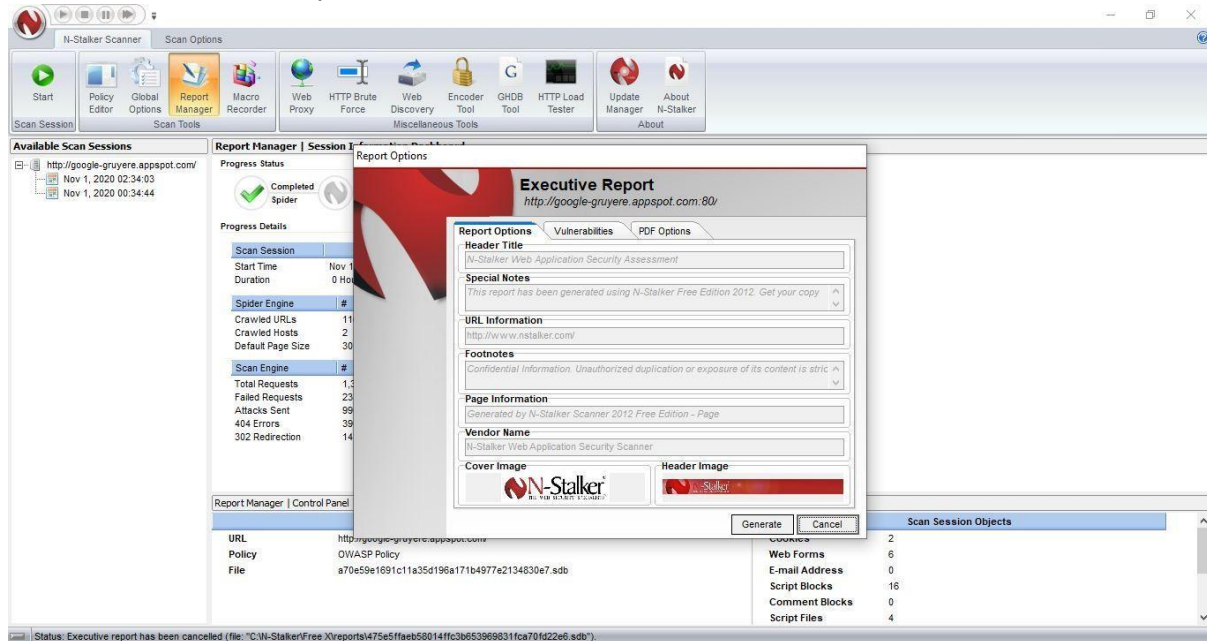 N-Stalker Scanner
Scan Options
Start
Policy Editor
Global Options
Report Manager
Macro Recorder
Web Proxy
HTTP Brute Force
Web Discovery
Encoder Tool
G
GHDB Tool
HTTP Load Tester
Update Manager
About N-Stalker
Scan Session
Scan Tools
Miscellaneous Tools
About
Available Scan Sessions
http://google-gruyere.appspot.com/
Nov 1, 2020 02:34:03
Nov 1, 2020 00:34:44
Report Manager | Session
Progress Status
Completed
Spider
Progress Details
Scan Session
Start Time Nov 1
Duration 0 Ho
Spider Engine #
Crawled URLs 11
Crawled Hosts 2
Default Page Size 30
Scan Engine #
Total Requests 1,3
Failed Requests 23
Attacks Sent 99
404 Errors 39
302 Redirection 14
Report Options
Executive Report
http://google-gruyere.appspot.com:80/
Report Options
Vulnerabilities
PDF Options
Header Title
N-Stalker Web Application Security Assessment
Special Notes
This report has been generated using N-Stalker Free Edition 2012. Get your copy
URL Information
http://www.nstalker.com/
Footnotes
Confidential Information. Unauthorized duplication or exposure of its content is stric
Page Information
Generated by N-Stalker Scanner 2012 Free Edition - Page
Vendor Name
N-Stalker Web Application Security Scanner
Cover Image
N-Stalker
Header Image
-Stalker
Generate
Cancel
Report Manager | Control Panel
URL http://google-gruyere.appspot.com/
Policy OWASP Policy
File a70e59e1691c11a35d196a171b4977e2134830e7.sdb
Scan Session Objects
Cookies 2
Web Forms 6
E-mail Address 0
Script Blocks 16
Comment Blocks 0
Script Files 4
Status: Executive report has been cancelled (file: "C:\N-Stalker\Free X\reports\475e5ffaeb58014ffc3b653969831fca70fd22e6.sdb").